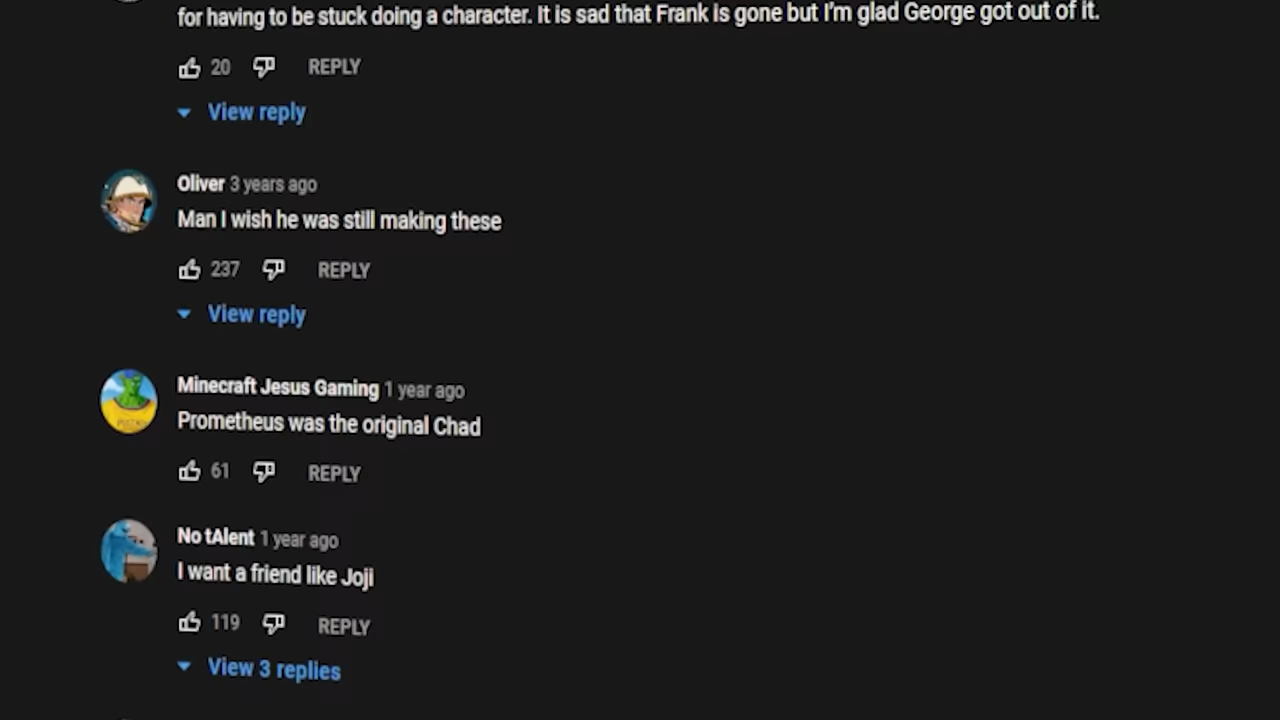 for having to be stuck doing a character. It is sad that Frank is gone but I'm glad George got out of it.
20 REPLY
View reply
Oliver 3 years ago
Man I wish he was still making these
237 REPLY
View reply
Minecraft Jesus Gaming 1 year ago
Prometheus was the original Chad
61 REPLY
No tAlent 1 year ago
I want a friend like Joji
119 REPLY
View 3 replies